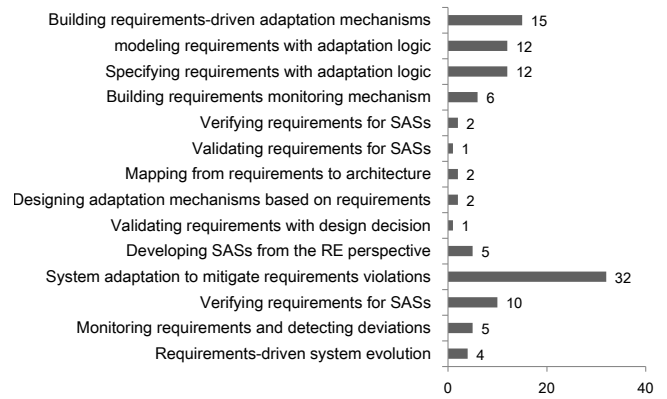 Building requirements-driven adaptation mechanisms 15
modeling requirements with adaptation logic 12
Specifying requirements with adaptation logic 12
Building requirements monitoring mechanism 6
Verifying requirements for SASs 2
Validating requirements for SASs 1
Mapping from requirements to architecture 2
Designing adaptation mechanisms based on requirements 2
Validating requirements with design decision 1
Developing SASs from the RE perspective 5
System adaptation to mitigate requirements violations 32
Verifying requirements for SASs 10
Monitoring requirements and detecting deviations 5
Requirements-driven system evolution 4
0 20 40